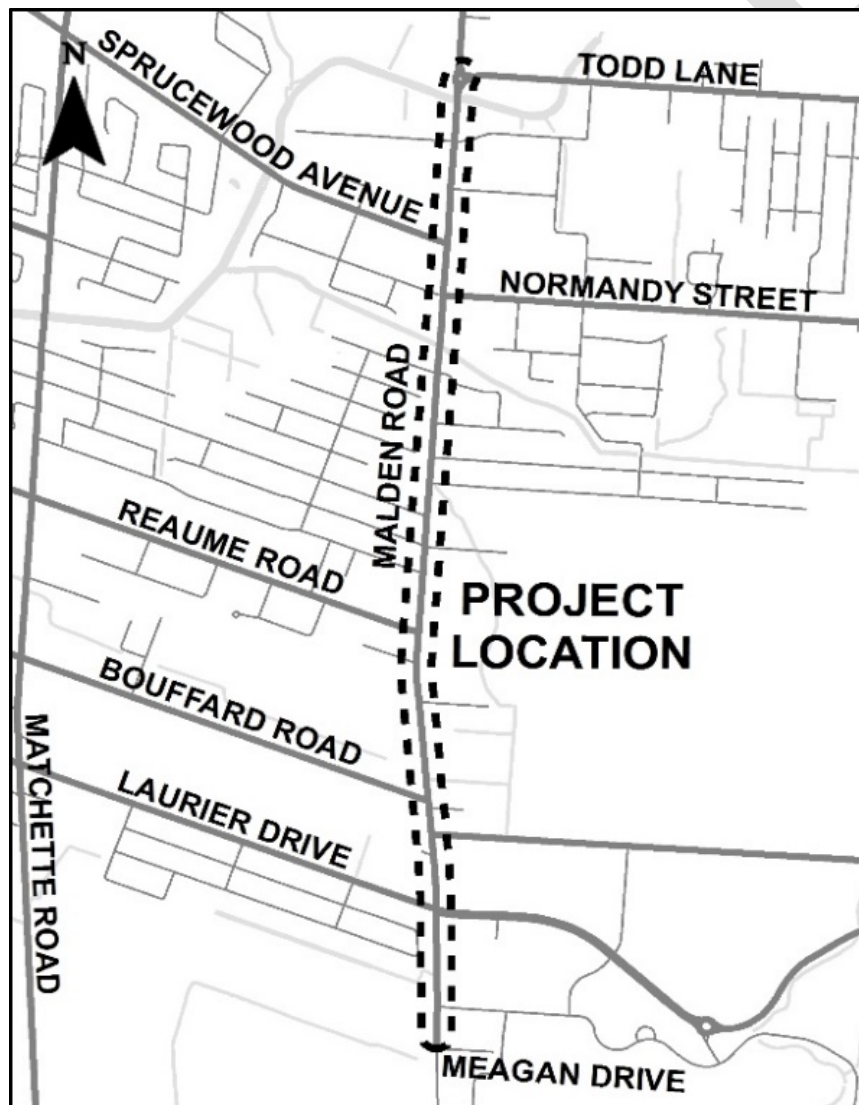 N
SPRUCEWOOD AVENUE
TODD LANE
NORMANDY STREET
MALDEN ROAD
REAUME ROAD
PROJECT
LOCATION
BOUFFARD ROAD
LAURIER DRIVE
MATCHETTE ROAD
MEAGAN DRIVE